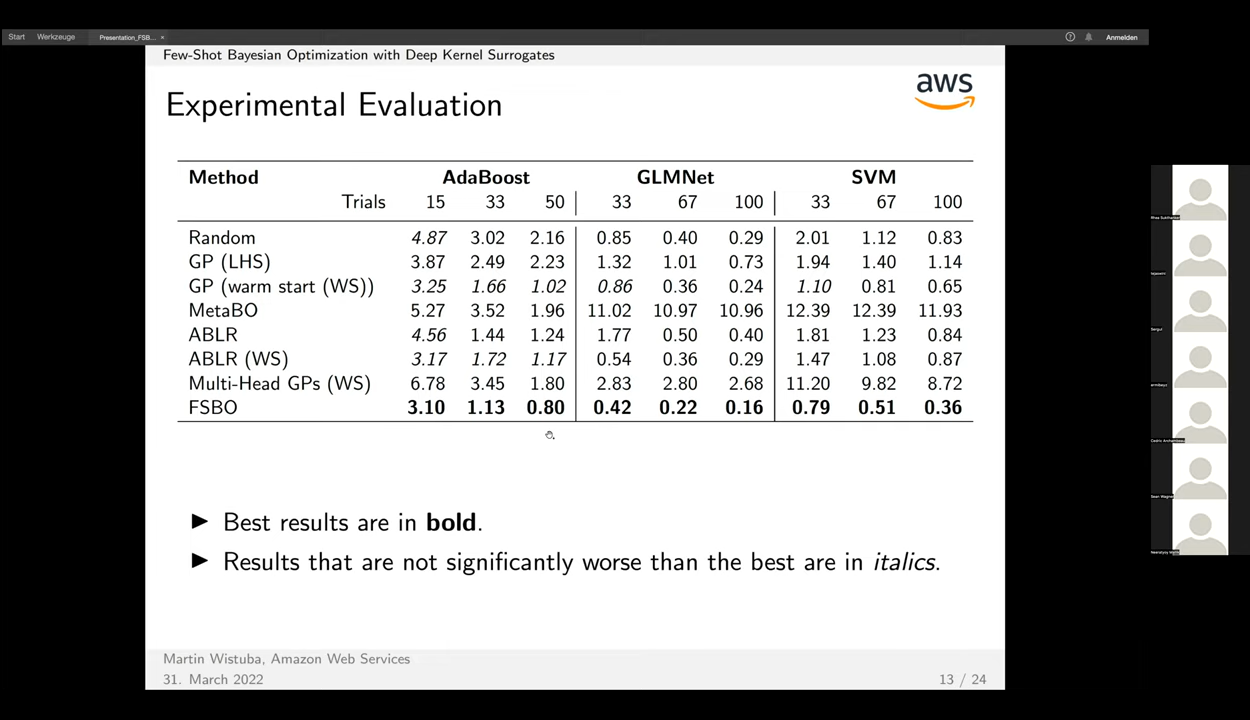 Start Werkzeuge Presentation_FSB... × Anmelden
Few-Shot Bayesian Optimization with Deep Kernel Surrogates
aws
Experimental Evaluation
Method AdaBoost GLMNet SVM
Trials 15 33 50 33 67 100 33 67 100
Random 4.87 3.02 2.16 0.85 0.40 0.29 2.01 1.12 0.83
GP (LHS) 3.87 2.49 2.23 1.32 1.01 0.73 1.94 1.40 1.14
GP (warm start (WS)) 3.25 1.66 1.02 0.86 0.36 0.24 1.10 0.81 0.65
MetaBO 5.27 3.52 1.96 11.02 10.97 10.96 12.39 12.39 11.93
ABLR 4.56 1.44 1.24 1.77 0.50 0.40 1.81 1.23 0.84
ABLR (WS) 3.17 1.72 1.17 0.54 0.36 0.29 1.47 1.08 0.87
Multi-Head GPs (WS) 6.78 3.45 1.80 2.83 2.80 2.68 11.20 9.82 8.72
FSBO 3.10 1.13 0.80 0.42 0.22 0.16 0.79 0.51 0.36
► Best results are in bold.
► Results that are not significantly worse than the best are in italics.
Martin Wistuba, Amazon Web Services
31. March 2022 13 / 24